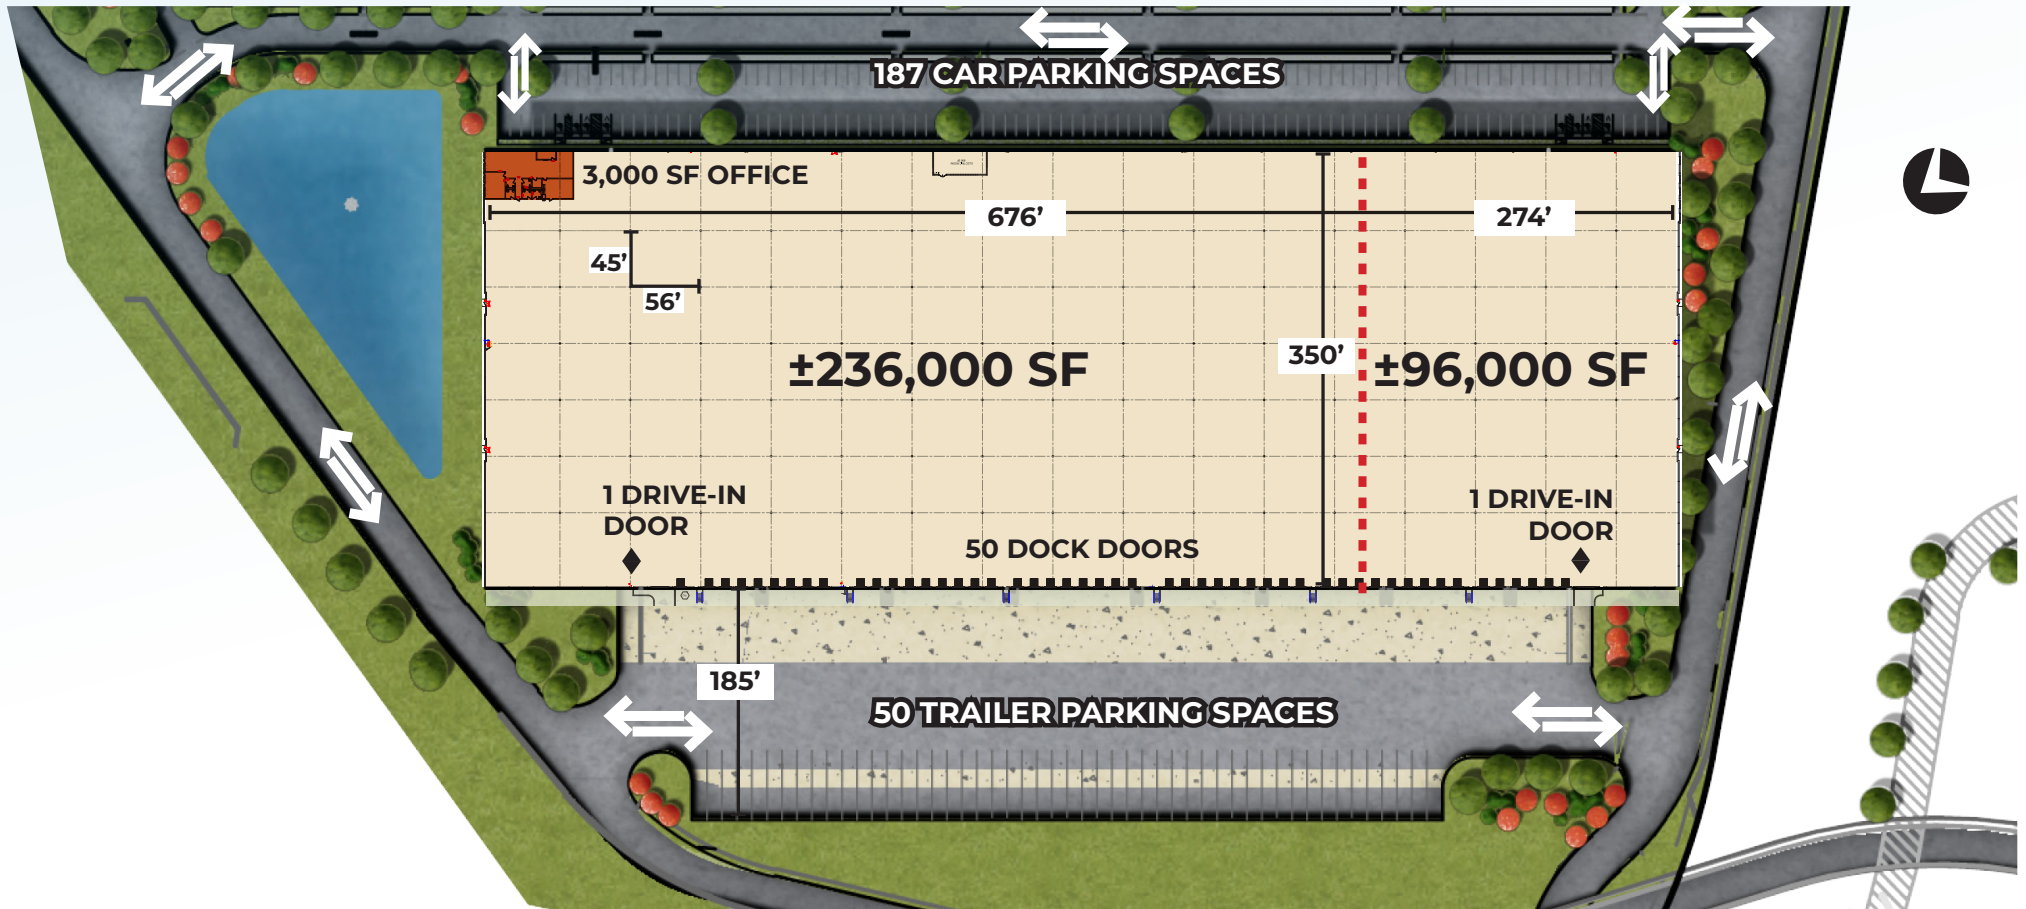 187 CAR PARKING SPACES
3,000 SF OFFICE
676’
274’
45’
56’
350’
±236,000 SF
±96,000 SF
1 DRIVE-IN
DOOR
1 DRIVE-IN
DOOR
50 DOCK DOORS
185’
50 TRAILER PARKING SPACES